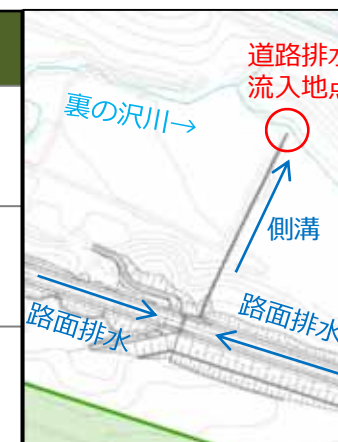 道路排水
流入地点
裏の沢川→
側溝
路面排水
路面排水